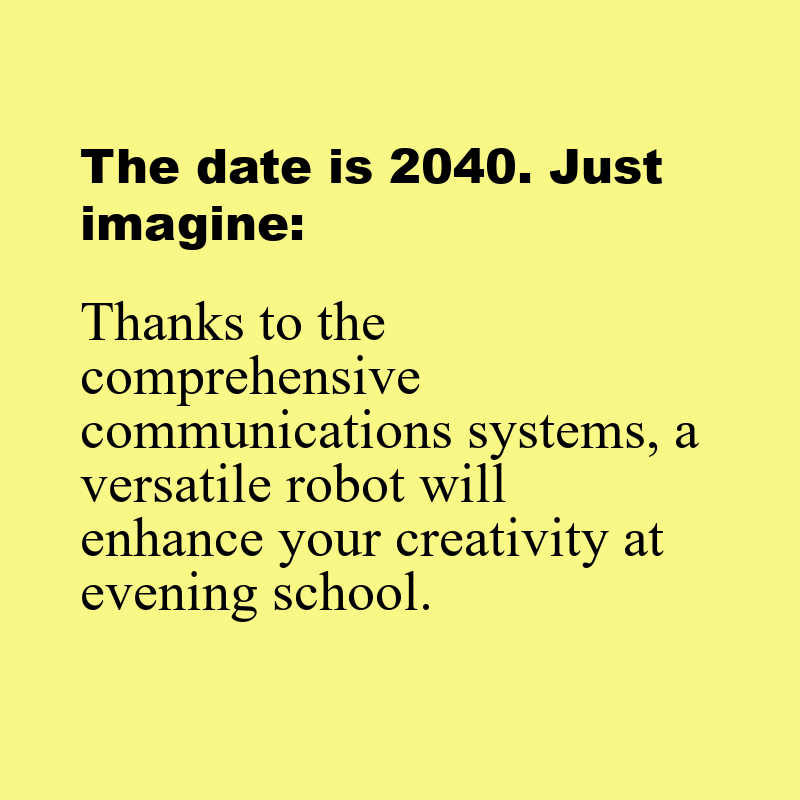 The date is 2040. Just
imagine:
Thanks to the
comprehensive
communications systems, a
versatile robot will
enhance your creativity at
evening school.